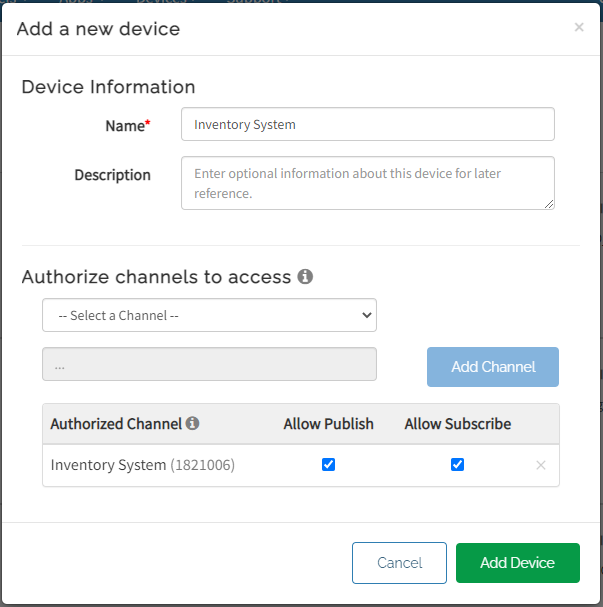 Add a new device
×
Device Information
Name*
Inventory System
Description
Enter optional information about this device for later
reference.
Authorize channels to access
-- Select a Channel --
...
Add Channel
Authorized Channel Allow Publish Allow Subscribe
Inventory System (1821006) ×
Cancel Add Device